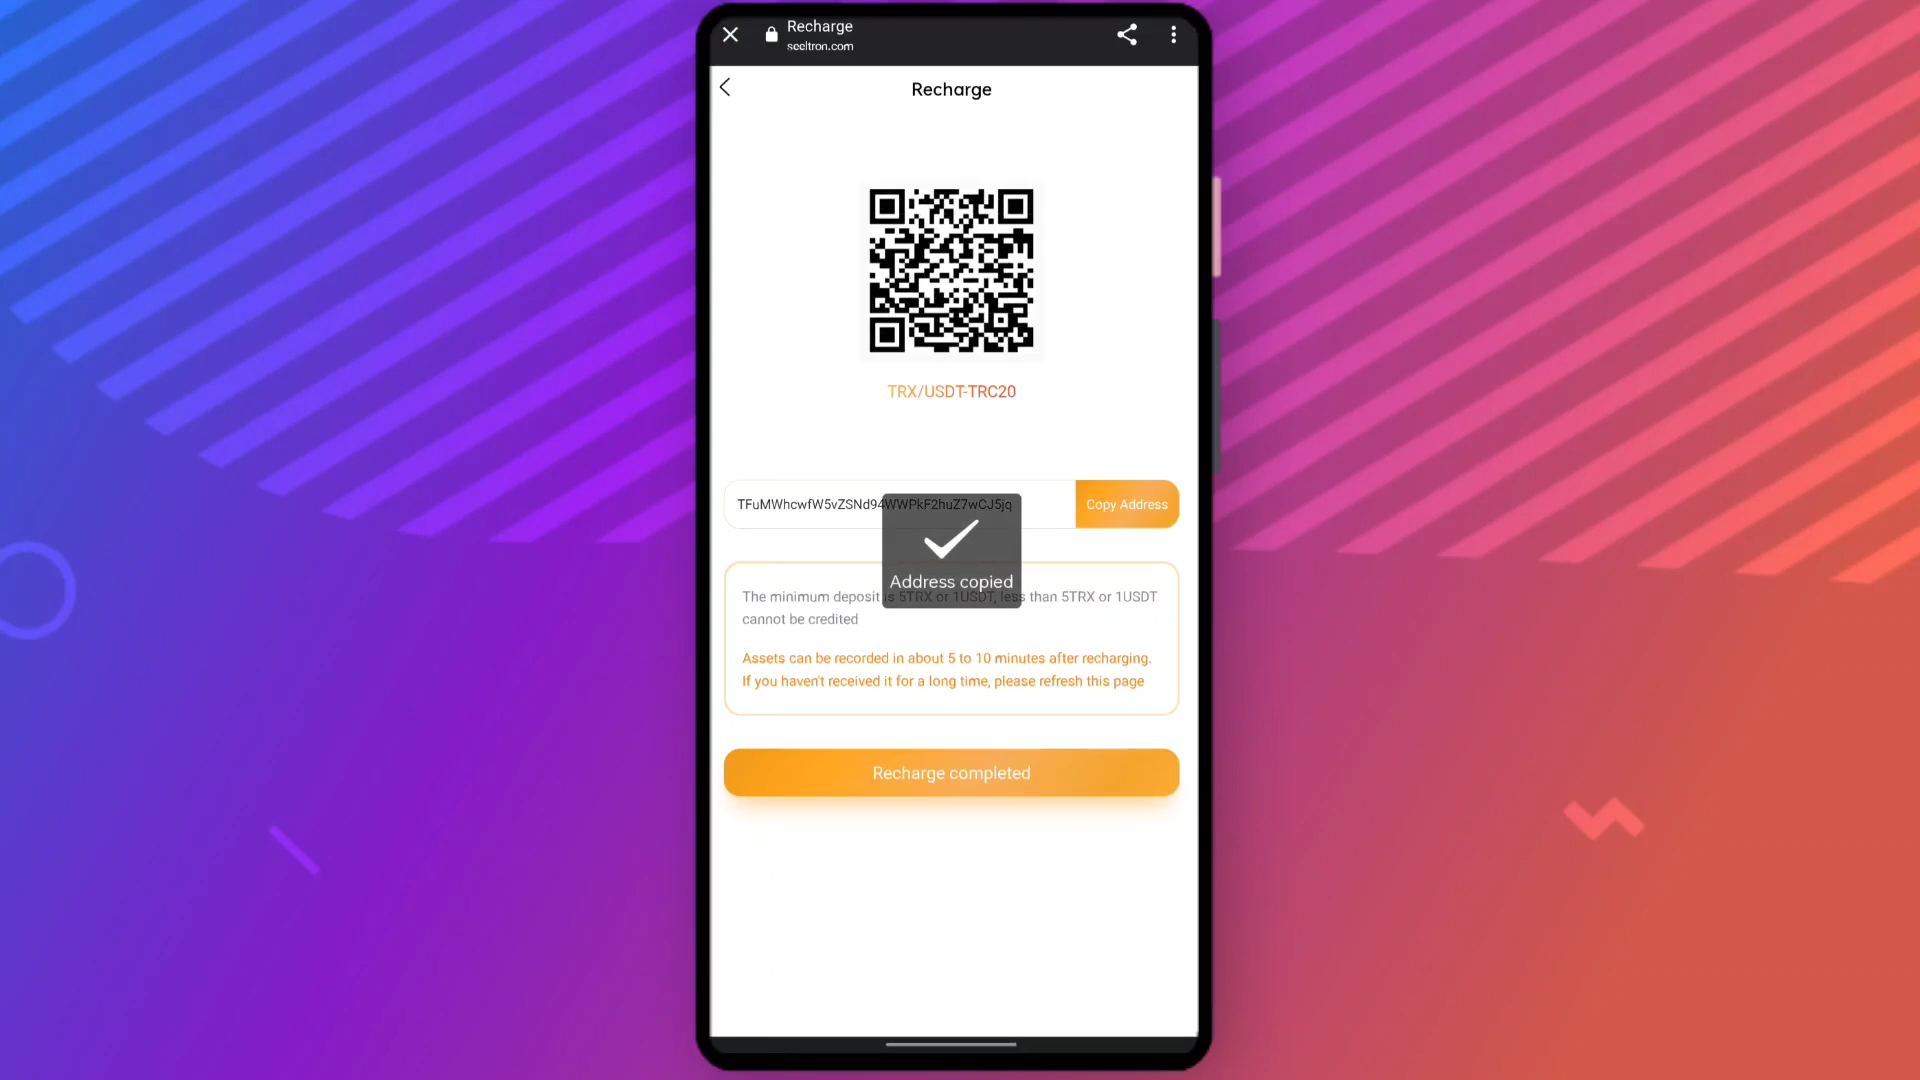 Recharge
seeltron.com
Recharge
TRX/USDT-TRC20
TFuMWhcwfW5vZSNd94WWPkF2huZ7wCJ5jq
Copy Address
Address copied
The minimum deposit is 5TRX or 1USDT, less than 5TRX or 1USDT
cannot be credited
Assets can be recorded in about 5 to 10 minutes after recharging.
If you haven't received it for a long time, please refresh this page
Recharge completed